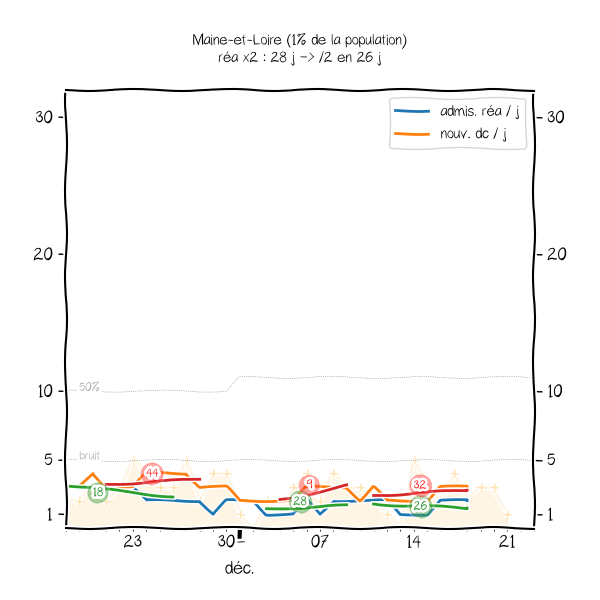 Maine-et-Loire (1% de la population)
réa x2 : 28 j -> /2 en 26 j
admis. réa / j
nouv. dc / j
30 30
20 20
10 10
50%
5 5
bruit
1 1
44
18
9
28
32
26
23 30 07 14 21
déc.